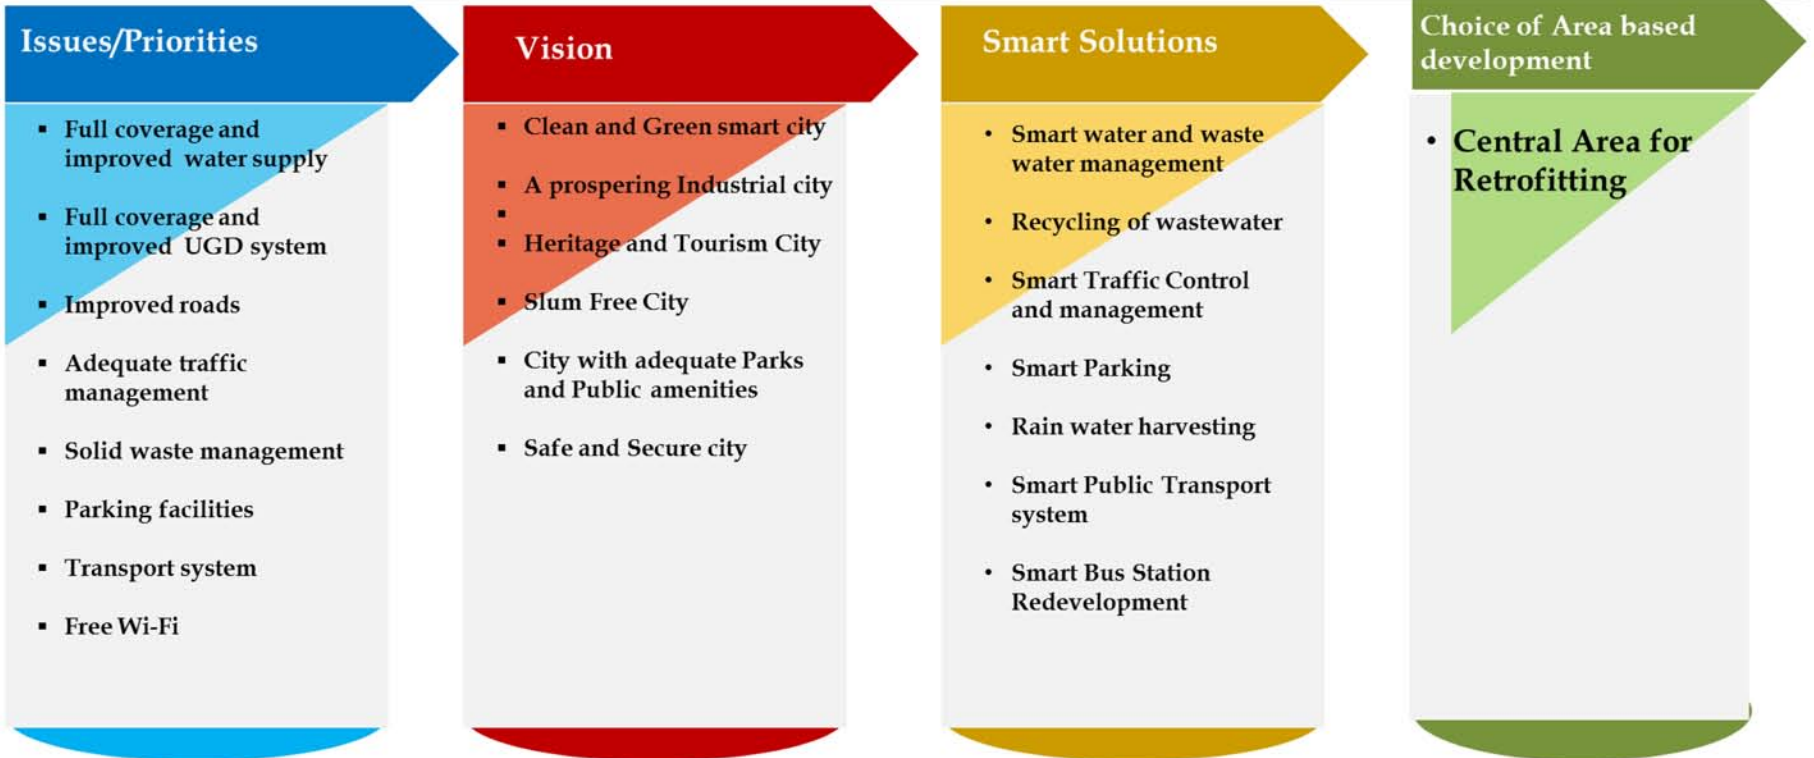 Issues/Priorities
▪ Full coverage and
improved water supply
▪ Full coverage and
improved UGD system
▪ Improved roads
▪ Adequate traffic
management
▪ Solid waste management
▪ Parking facilities
▪ Transport system
▪ Free Wi-Fi
Vision
▪ Clean and Green smart city
▪ A prospering Industrial city
▪
▪ Heritage and Tourism City
▪ Slum Free City
▪ City with adequate Parks
and Public amenities
▪ Safe and Secure city
Smart Solutions
• Smart water and waste
water management
• Recycling of wastewater
• Smart Traffic Control
and management
• Smart Parking
• Rain water harvesting
• Smart Public Transport
system
• Smart Bus Station
Redevelopment
Choice of Area based
development
• Central Area for
Retrofitting